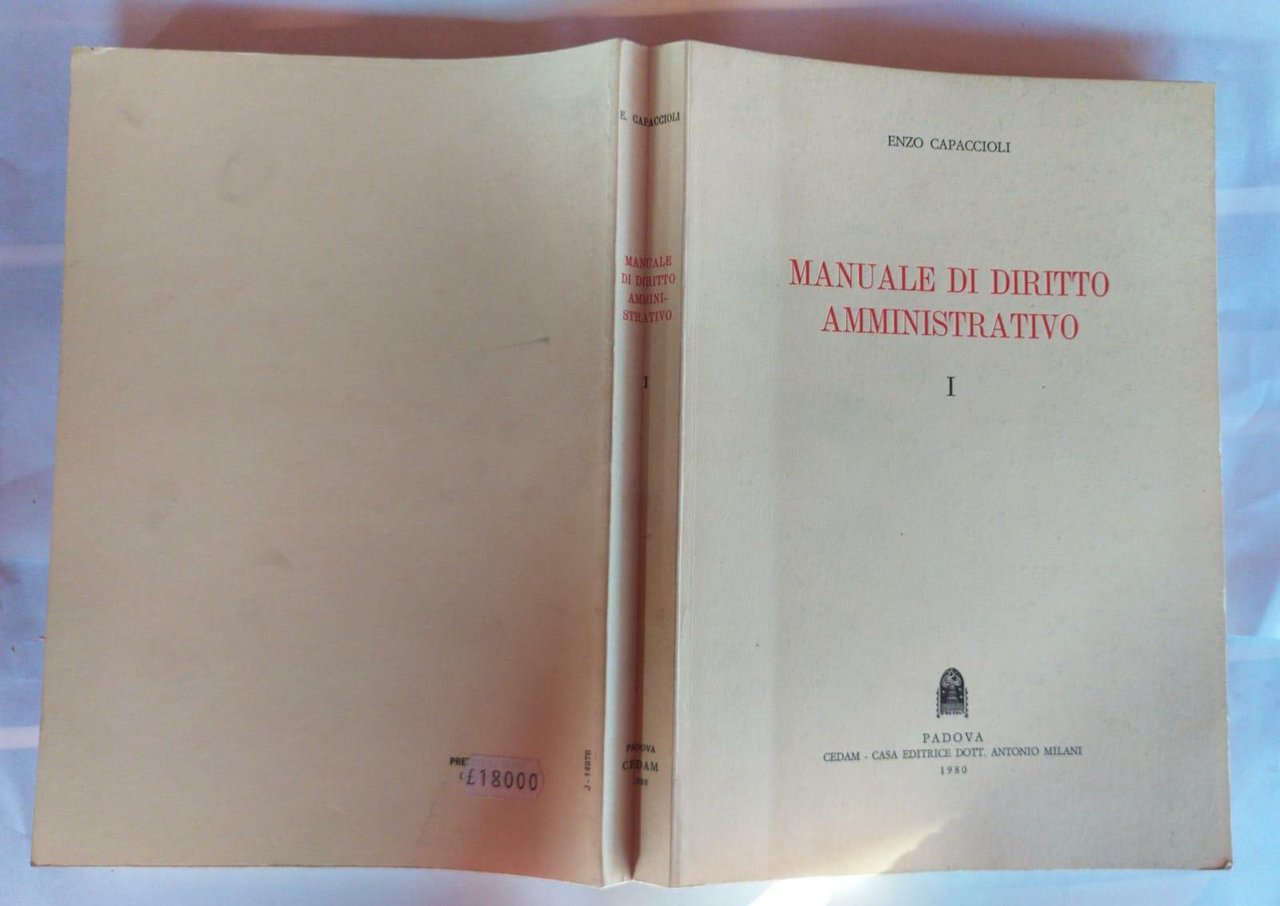 E. CAPACCIOLI
MANUALE
DI DIRITTO
AMMINI-
STRATIVO
I
PADOVA
CEDAM
ENZO CAPACCIOLI
MANUALE DI DIRITTO
AMMINISTRATIVO
I
PADOVA
CEDAM - CASA EDITRICE DOTT. ANTONIO MILANI
1980
£18000
J - 14978